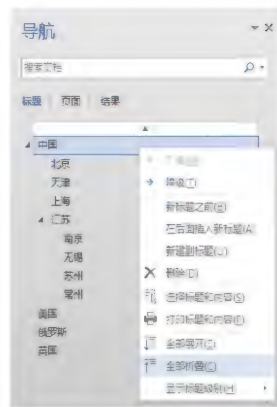 导航
搜索文档
标题 页面 结果
中国
北京
天津
上海
江苏
南京
无锡
苏州
常州
美国
俄罗斯
英国
降级(T)
新标题之前(B)
在后面插入新标题(A)
新建副标题(U)
删除(D)
选择标题和内容(S)
打印标题和内容(P)
全部展开(E)
全部折叠(C)
显示标题级别(H)